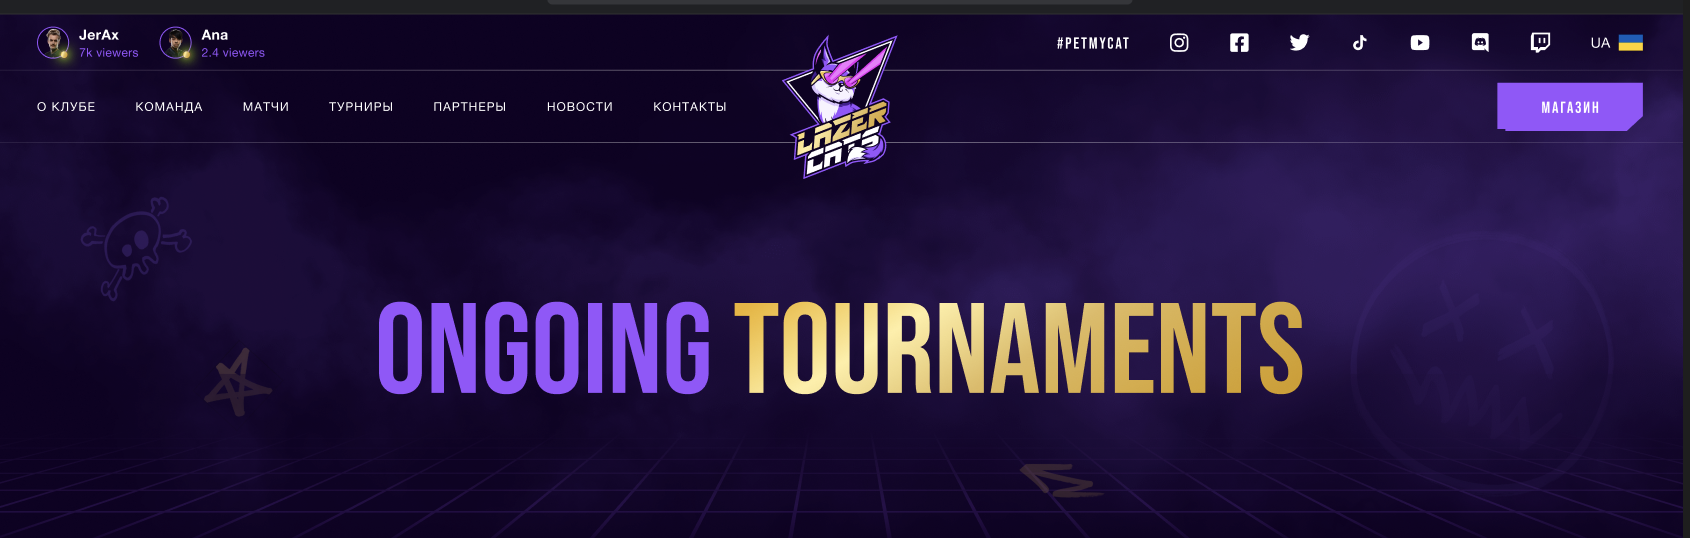 JerAx
7k viewers
Ana
2.4 viewers
#PETMYCAT
UA
О КЛУБЕ
КОМАНДА
МАТЧИ
ТУРНИРЫ
ПАРТНЕРЫ
НОВОСТИ
КОНТАКТЫ
LAZER
CATS
МАГАЗИН
ONGOING TOURNAMENTS